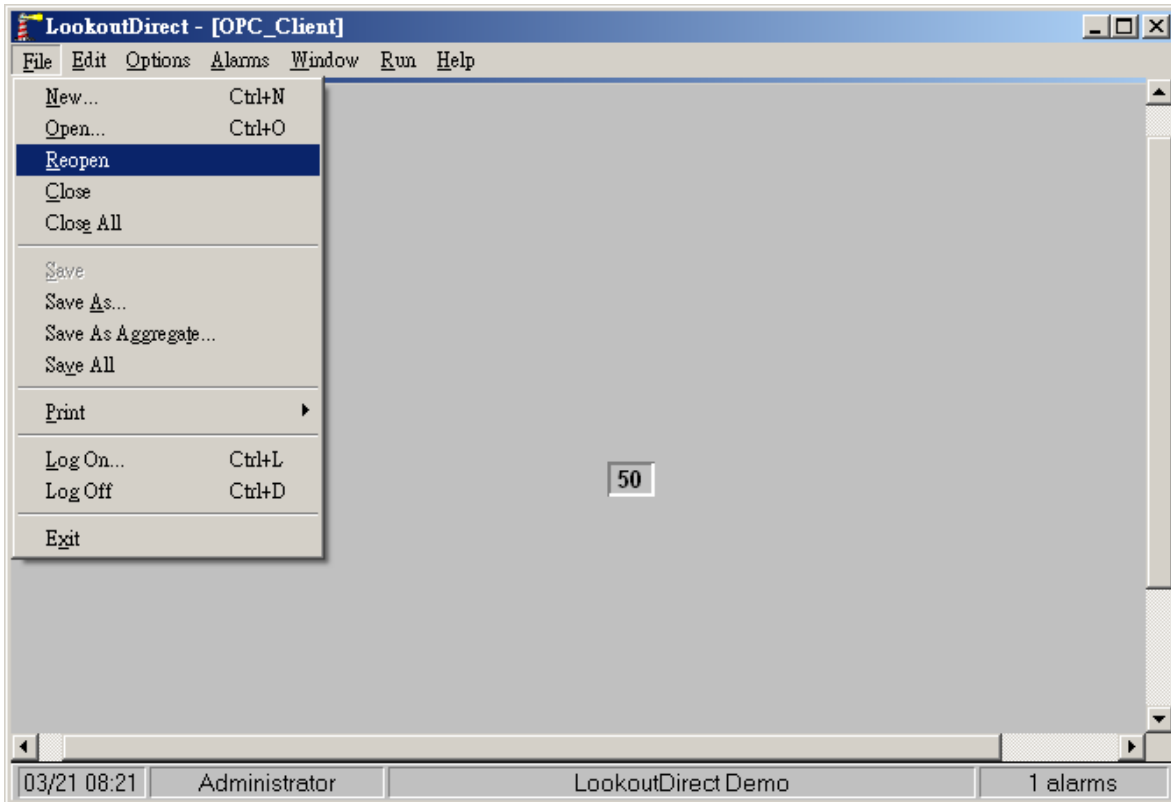 LookoutDirect - [OPC_Client]
File Edit Options Alarms Window Run Help
New... Ctrl+N
Open... Ctrl+O
Reopen
Close
Close All
Save
Save As...
Save As Aggregate...
Save All
Print
Log On... Ctrl+L
Log Off Ctrl+D
Exit
50
03/21 08:21 Administrator LookoutDirect Demo 1 alarms